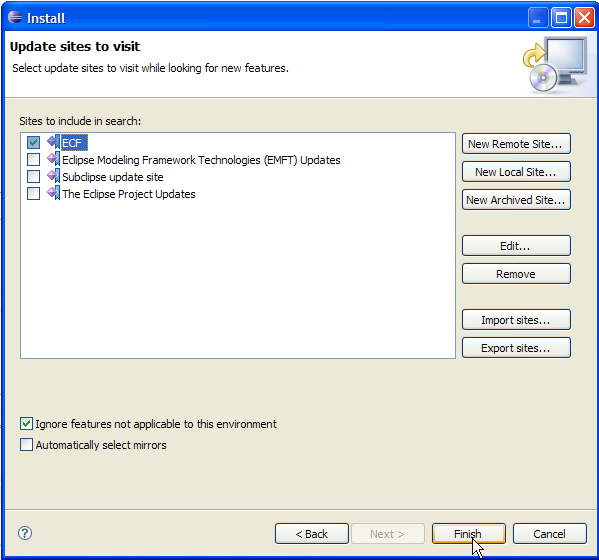 Install
Update sites to visit
Select update sites to visit while looking for new features.
Sites to include in search:
ECF
Eclipse Modeling Framework Technologies (EMFT) Updates
Subclipse update site
The Eclipse Project Updates
New Remote Site...
New Local Site...
New Archived Site...
Edit...
Remove
Import sites...
Export sites...
Ignore features not applicable to this environment
Automatically select mirrors
?
< Back
Next >
Finish
Cancel